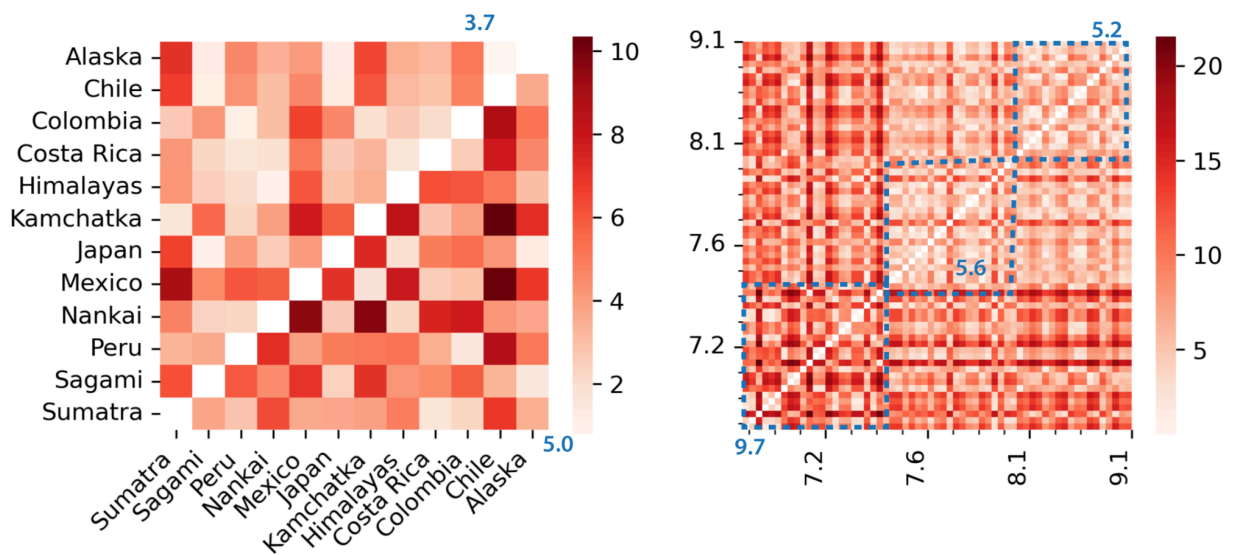 3.7
Alaska
Chile
Colombia
Costa Rica
Himalayas
Kamchatka
Japan
Mexico
Nankai
Peru
Sagami
Sumatra
Sumatra
Sagami
Peru
Nankai
Mexico
Japan
Kamchatka
Himalayas
Costa Rica
Colombia
Chile
Alaska
10
8
6
4
2
5.0
5.2
9.1
8.1
7.6
7.2
5.6
9.7
7.2
7.6
8.1
9.1
20
15
10
5